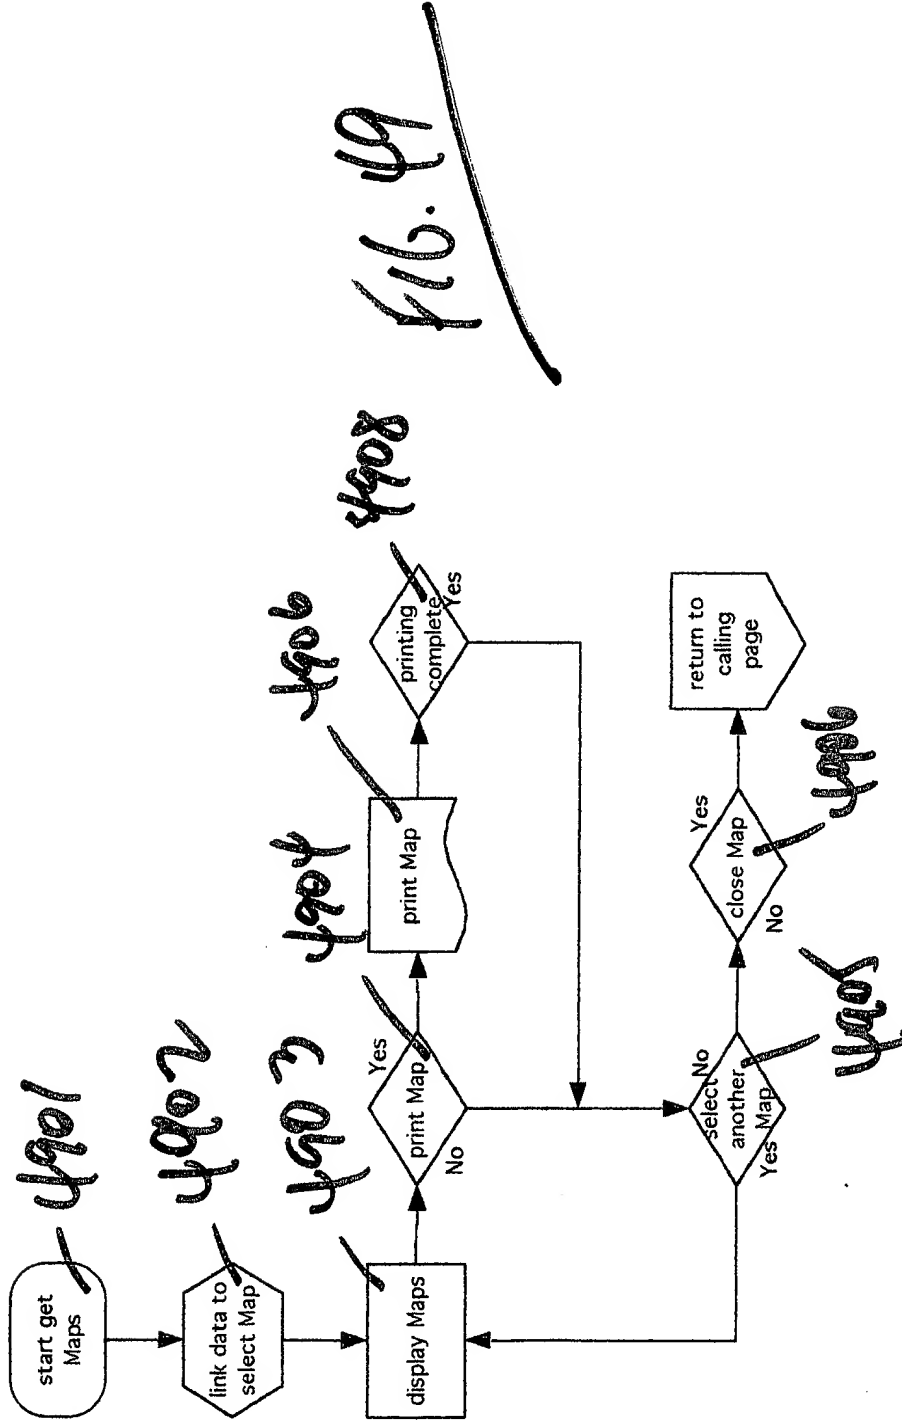 FIG. 49
4901
start get
Maps
4902
link data to
select Map
4903
display Maps
4904
print Map
Yes
No
4906
print Map
4908
printing
complete
Yes
4905
select
another
Map
No
Yes
4906
close Map
Yes
No
return to
calling
page